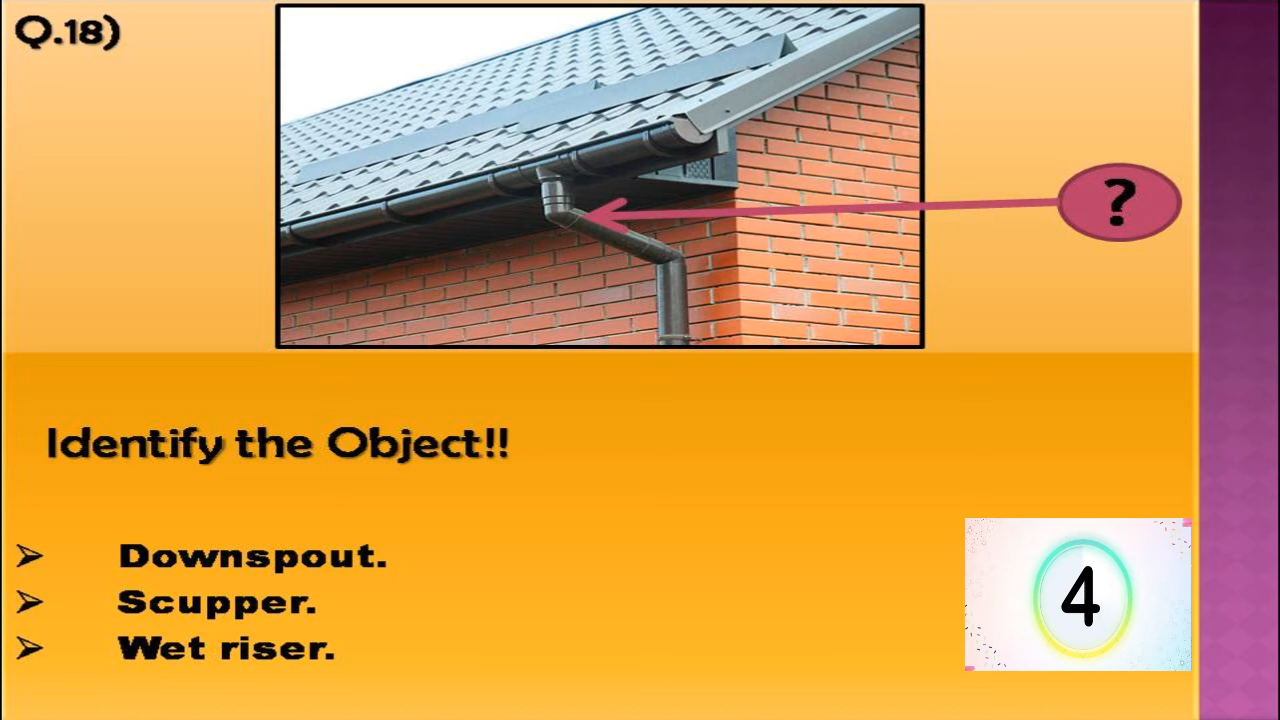 Q.18)
?
Identify the Object!!
Downspout.
Scupper.
Wet riser.
4